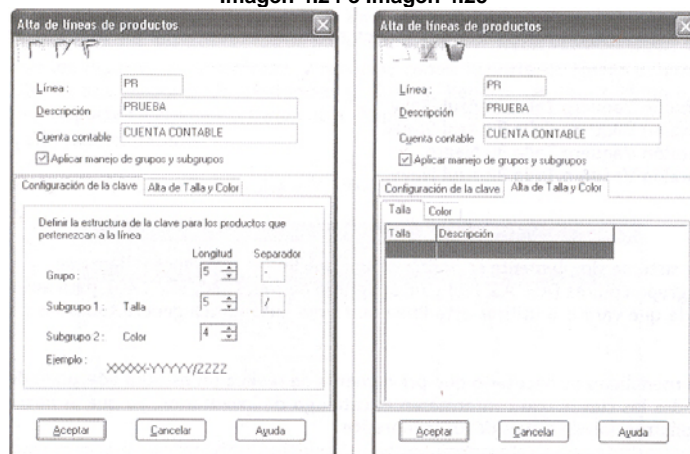 Imagen 4.24 e Imagen 4.25
Alta de líneas de productos
Línea :
PR
Descripción
PRUEBA
Cuenta contable
CUENTA CONTABLE
Aplicar manejo de grupos y subgrupos
Configuración de la clave
Alta de Talla y Color
Definir la estructura de la clave para los productos que
pertenezcan a la línea
Longitud Separador
Grupo : 5 -
Subgrupo 1 : Talla 5 /
Subgrupo 2 : Color 4
Ejemplo : XXXXX-YYYYY/ZZZZ
Aceptar Cancelar Ayuda
Alta de líneas de productos
Línea :
PR
Descripción
PRUEBA
Cuenta contable
CUENTA CONTABLE
Aplicar manejo de grupos y subgrupos
Configuración de la clave
Alta de Talla y Color
Talla Color
Talla Descripción
Aceptar Cancelar Ayuda